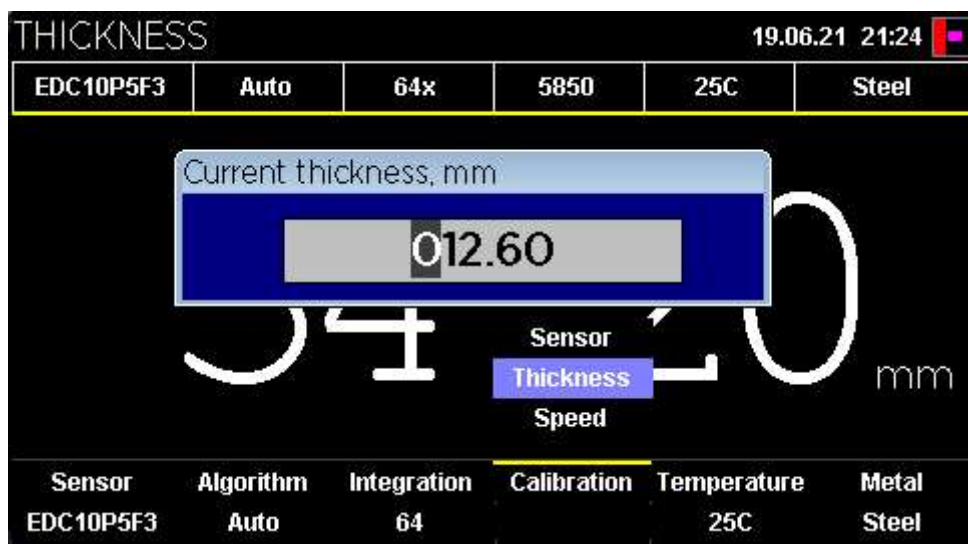 THICKNESS 19.06.21 21:24
EDC10P5F3 Auto 64x 5850 25C Steel
Current thickness, mm
012.60
mm
Sensor
Thickness
Speed
Sensor Algorithm Integration Calibration Temperature Metal
EDC10P5F3 Auto 64 25C Steel